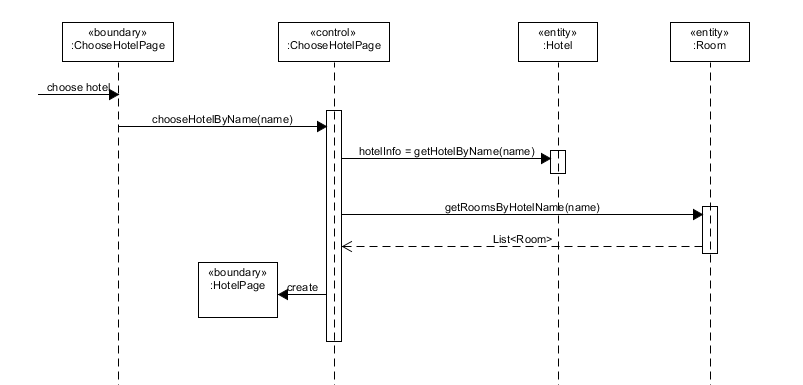 «boundary»
:ChooseHotelPage
«control»
:ChooseHotelPage
«entity»
:Hotel
«entity»
:Room
choose hotel
chooseHotelByName(name)
hotelInfo = getHotelByName(name)
getRoomsByHotelName(name)
List<Room>
«boundary»
:HotelPage
create